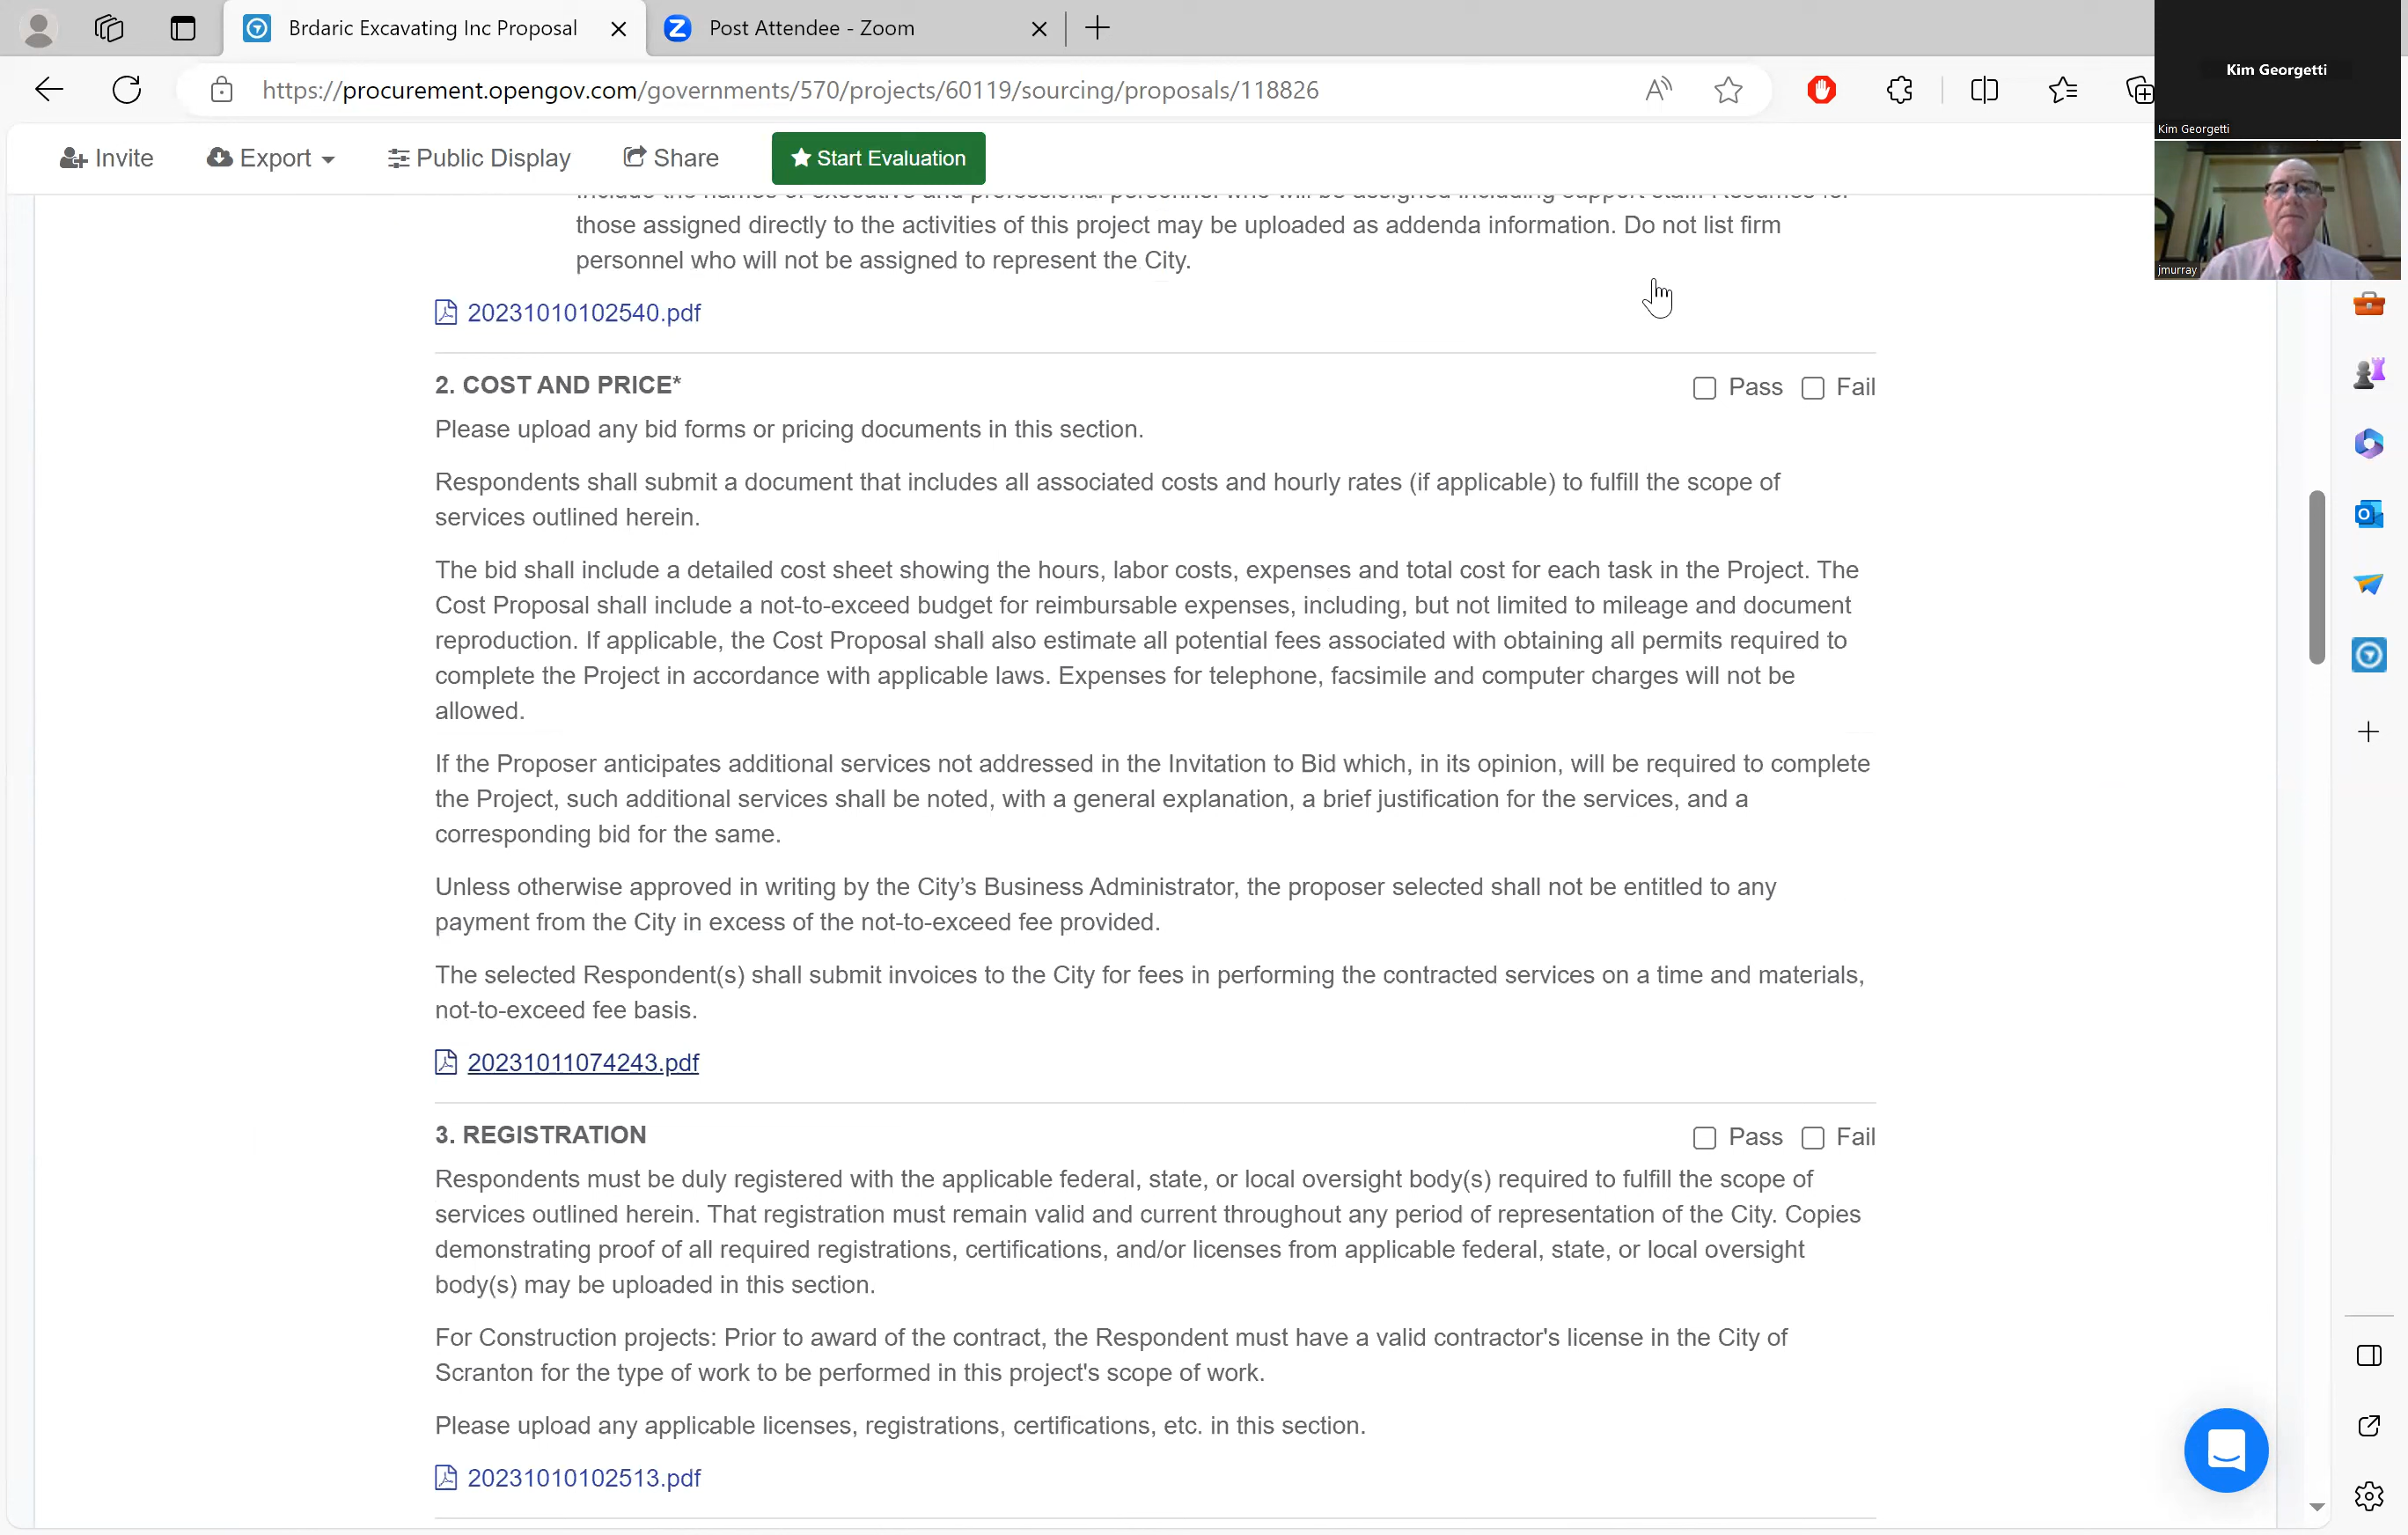 Brdaric Excavating Inc Proposal
Post Attendee - Zoom
https://procurement.opengov.com/governments/570/projects/60119/sourcing/proposals/118826
Kim Georgetti
Kim Georgetti
jmurray
Invite
Export
Public Display
Share
Start Evaluation
include the names of executive and professional personnel who will be assigned including support staff. Resumes for
those assigned directly to the activities of this project may be uploaded as addenda information. Do not list firm
personnel who will not be assigned to represent the City.
20231010102540.pdf
2. COST AND PRICE*
Pass Fail
Please upload any bid forms or pricing documents in this section.
Respondents shall submit a document that includes all associated costs and hourly rates (if applicable) to fulfill the scope of
services outlined herein.
The bid shall include a detailed cost sheet showing the hours, labor costs, expenses and total cost for each task in the Project. The
Cost Proposal shall include a not-to-exceed budget for reimbursable expenses, including, but not limited to mileage and document
reproduction. If applicable, the Cost Proposal shall also estimate all potential fees associated with obtaining all permits required to
complete the Project in accordance with applicable laws. Expenses for telephone, facsimile and computer charges will not be
allowed.
If the Proposer anticipates additional services not addressed in the Invitation to Bid which, in its opinion, will be required to complete
the Project, such additional services shall be noted, with a general explanation, a brief justification for the services, and a
corresponding bid for the same.
Unless otherwise approved in writing by the City’s Business Administrator, the proposer selected shall not be entitled to any
payment from the City in excess of the not-to-exceed fee provided.
The selected Respondent(s) shall submit invoices to the City for fees in performing the contracted services on a time and materials,
not-to-exceed fee basis.
20231011074243.pdf
3. REGISTRATION
Pass Fail
Respondents must be duly registered with the applicable federal, state, or local oversight body(s) required to fulfill the scope of
services outlined herein. That registration must remain valid and current throughout any period of representation of the City. Copies
demonstrating proof of all required registrations, certifications, and/or licenses from applicable federal, state, or local oversight
body(s) may be uploaded in this section.
For Construction projects: Prior to award of the contract, the Respondent must have a valid contractor's license in the City of
Scranton for the type of work to be performed in this project's scope of work.
Please upload any applicable licenses, registrations, certifications, etc. in this section.
20231010102513.pdf